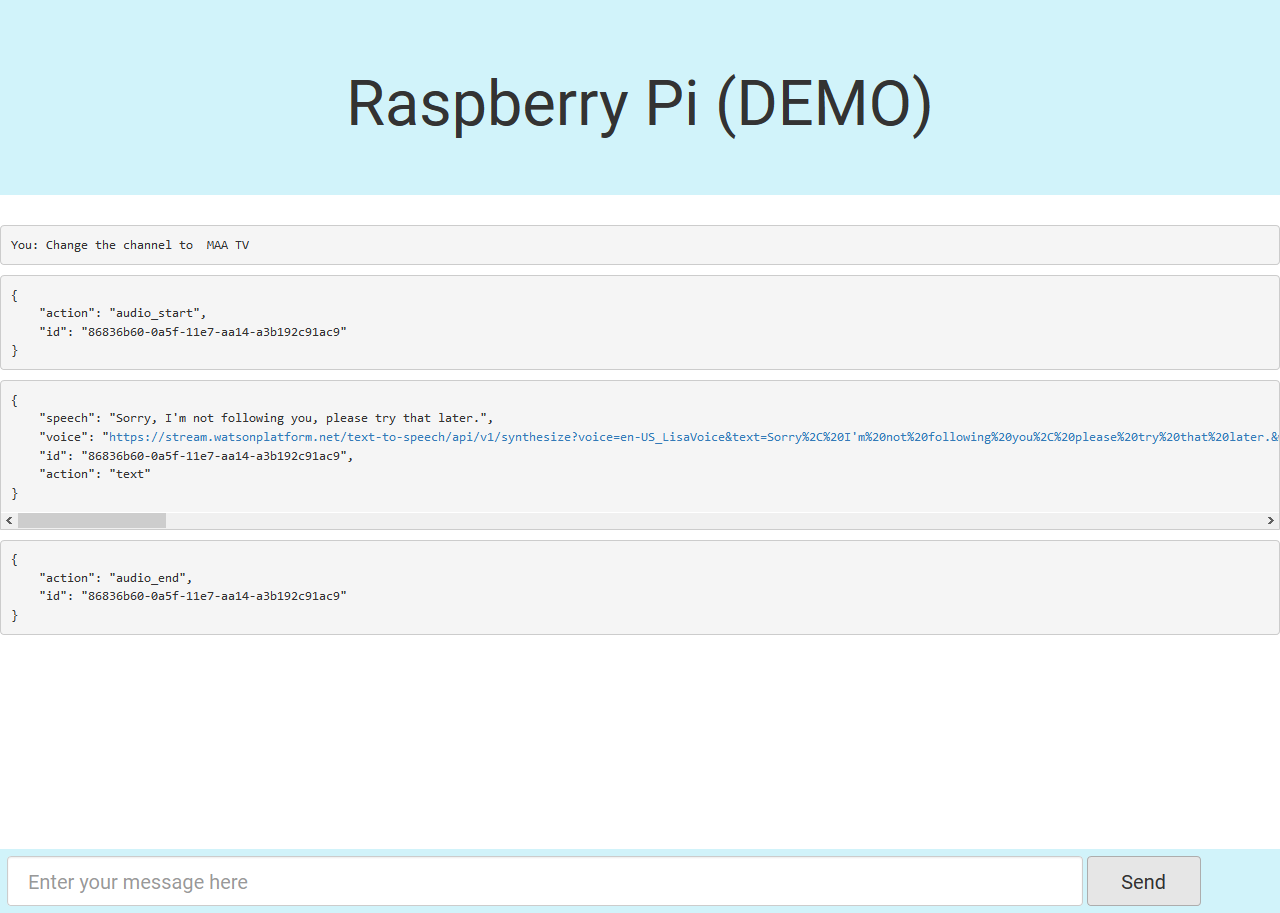 Raspberry Pi (DEMO)
You: Change the channel to  MAA TV
{
    "action": "audio_start",
    "id": "86836b60-0a5f-11e7-aa14-a3b192c91ac9"
}
{
    "speech": "Sorry, I'm not following you, please try that later.",
    "voice": "https://stream.watsonplatform.net/text-to-speech/api/v1/synthesize?voice=en-US_LisaVoice&text=Sorry%2C%20I'm%20not%20following%20you%2C%20please%20try%20that%20later.&
    "id": "86836b60-0a5f-11e7-aa14-a3b192c91ac9",
    "action": "text"
}
{
    "action": "audio_end",
    "id": "86836b60-0a5f-11e7-aa14-a3b192c91ac9"
}
Enter your message here
Send